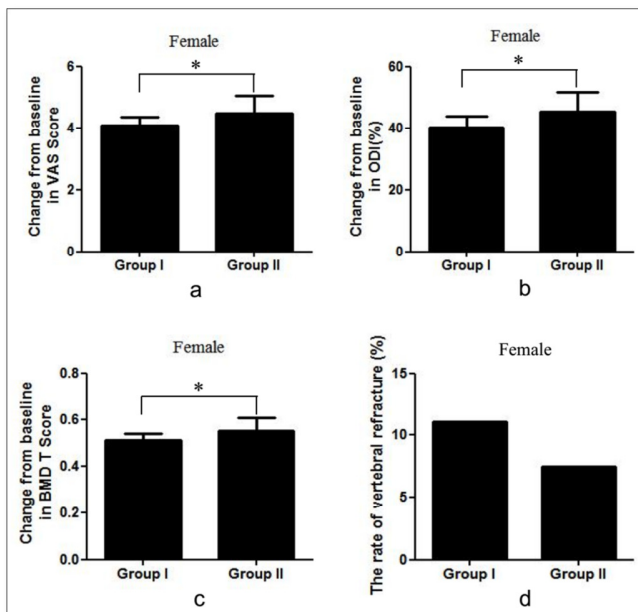 Female
*
Change from baseline
in VAS Score
6
4
2
0
Group I
Group II
a
Female
*
Change from baseline
in ODI(%)
60
40
20
0
Group I
Group II
b
Female
*
Change from baseline
in BMD T Score
0.8
0.6
0.4
0.2
0.0
Group I
Group II
c
Female
The rate of vertebral refracture (%)
15
10
5
0
Group I
Group II
d